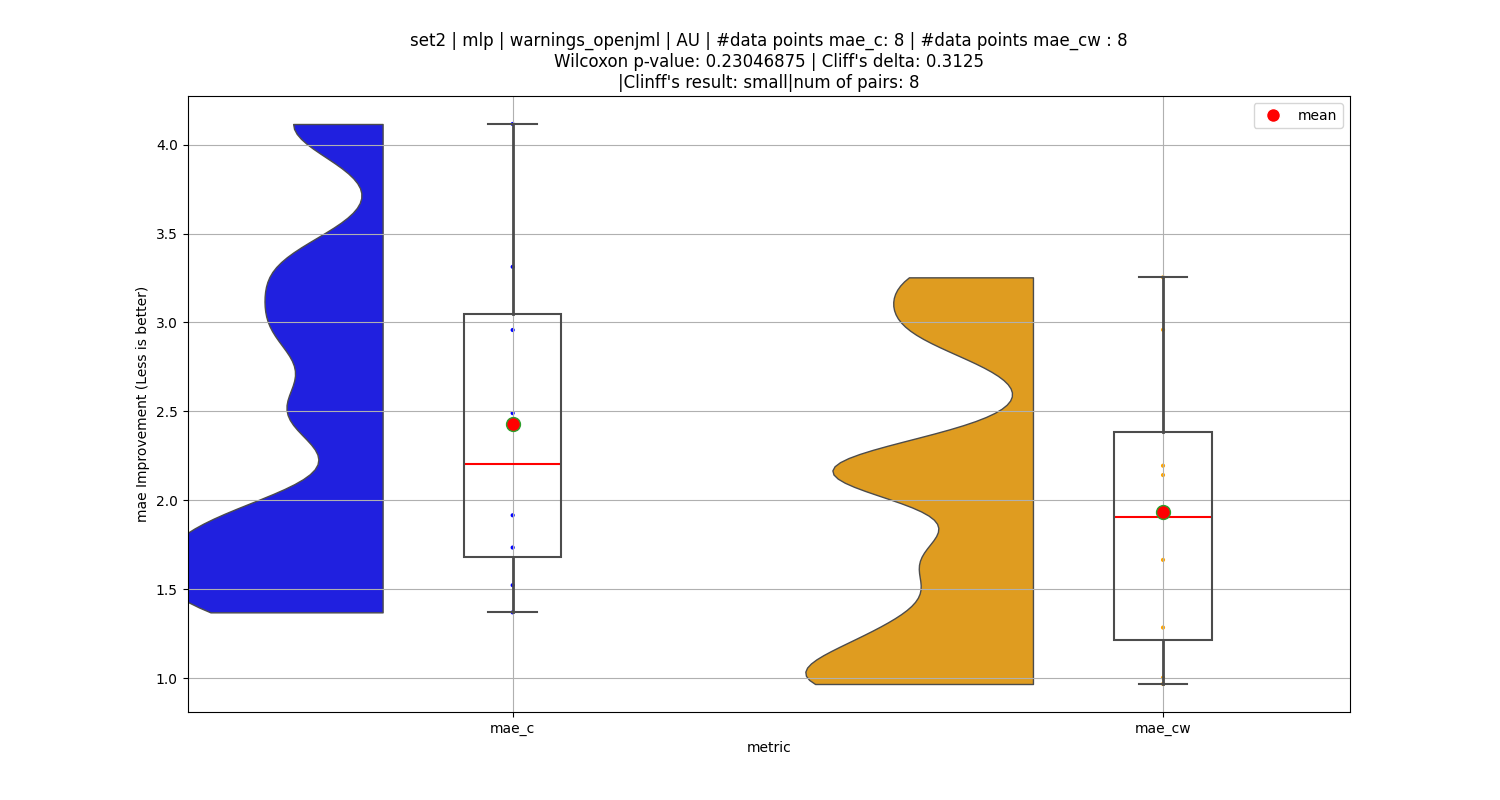 set2 | mlp | warnings_openjml | AU | #data points mae_c: 8 | #data points mae_cw : 8
Wilcoxon p-value: 0.23046875 | Cliff's delta: 0.3125
|Clinff's result: small|num of pairs: 8
mean
mae Improvement (Less is better)
4.0
3.5
3.0
2.5
2.0
1.5
1.0
mae_c
mae_cw
metric